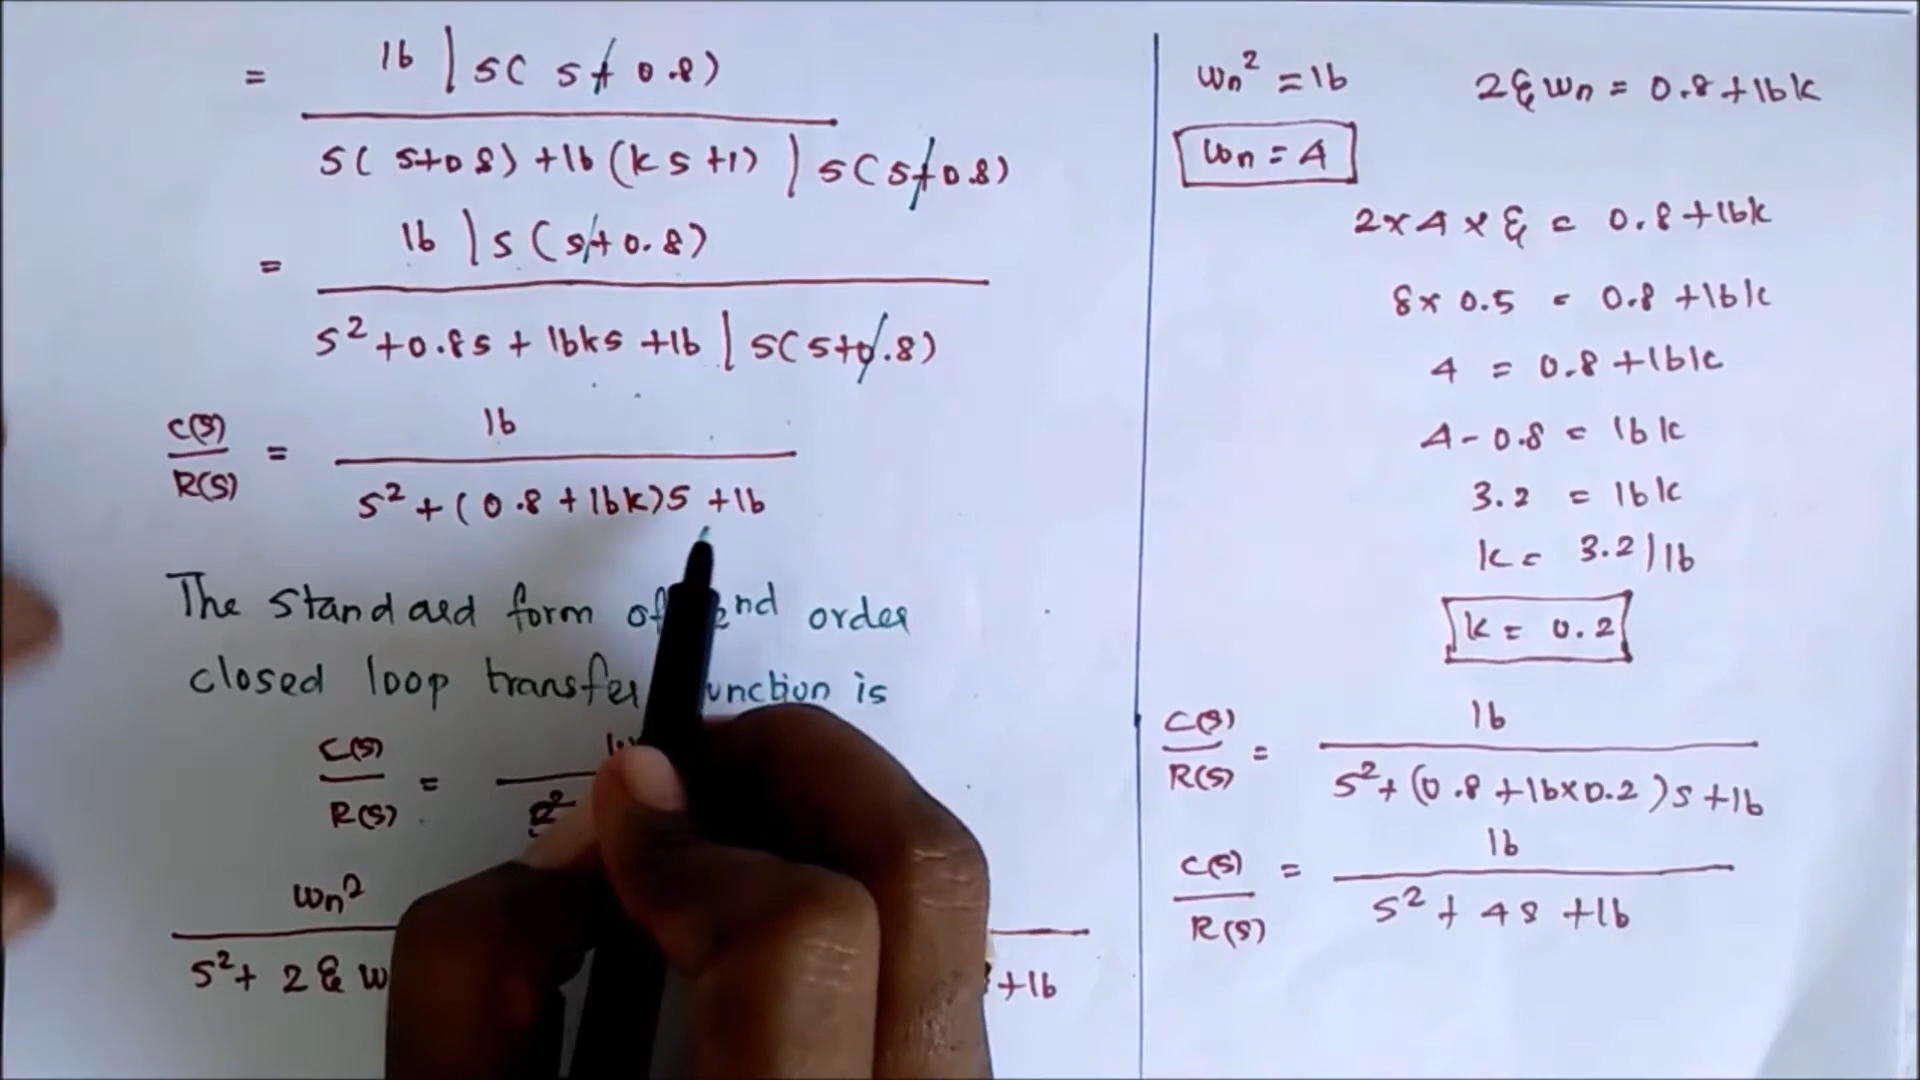 = 16 | s(s+0.8)
s(s+0.8) +16(ks+1) | s(s+0.8)
= 16 | s(s+0.8)
s²+0.8s + 16ks +16 | s(s+0.8)
C(s)/R(s) = 16
s²+(0.8+16k)s +16
The standard form of 2nd order
closed loop transfer function is
C(s)/R(s) =
s²
ωn²
s²+ 2ξω
+16
ωn² = 16
2ξωn = 0.8+16k
ωn = 4
2×4×ξ = 0.8+16k
8×0.5 = 0.8+16k
4 = 0.8+16k
4-0.8 = 16k
3.2 = 16k
k = 3.2|16
k = 0.2
C(s)/R(s) = 16
s²+(0.8+16×0.2)s+16
C(s)/R(s) = 16
s²+4s+16